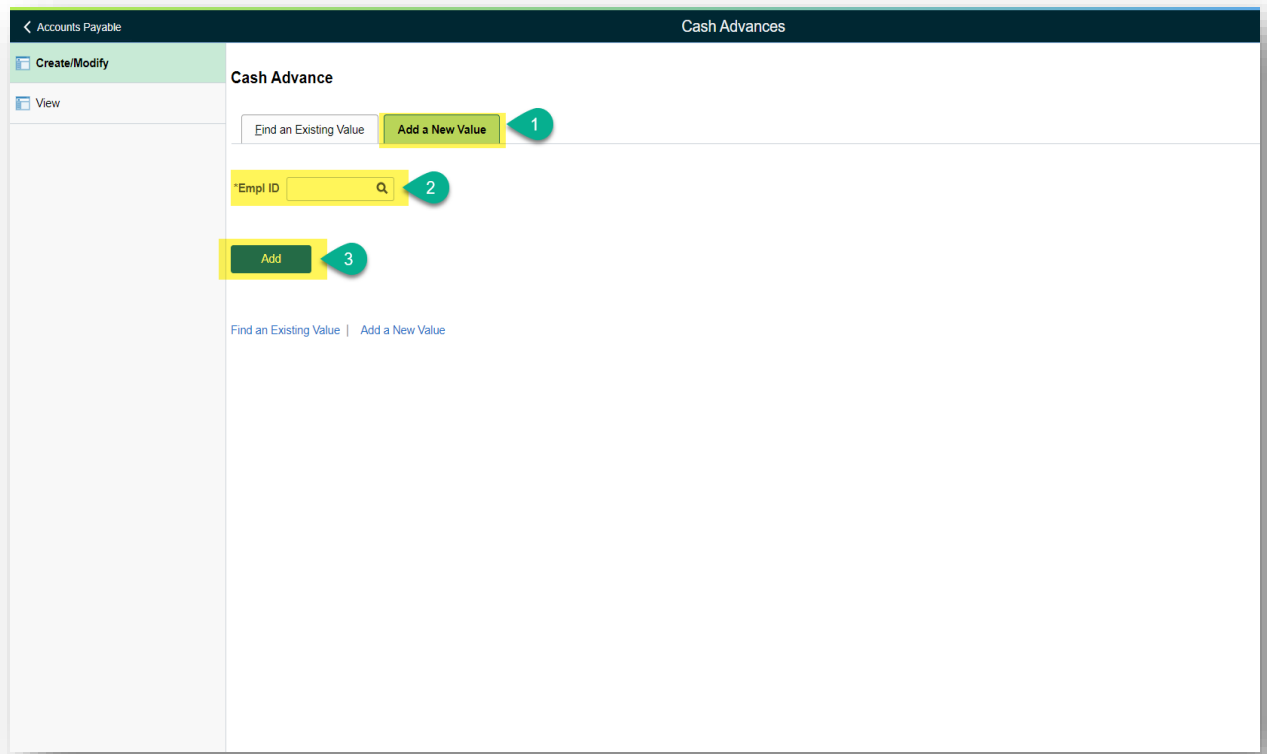 Accounts Payable
Cash Advances
Create/Modify
View
Cash Advance
Find an Existing Value
Add a New Value
1
*Empl ID
2
Add
3
Find an Existing Value | Add a New Value